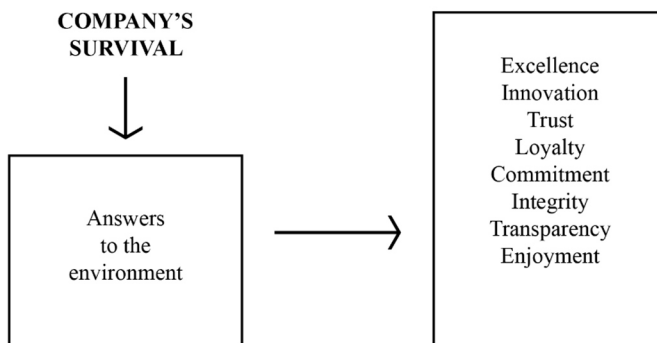 COMPANY'S
SURVIVAL
Answers
to the
environment
Excellence
Innovation
Trust
Loyalty
Commitment
Integrity
Transparency
Enjoyment